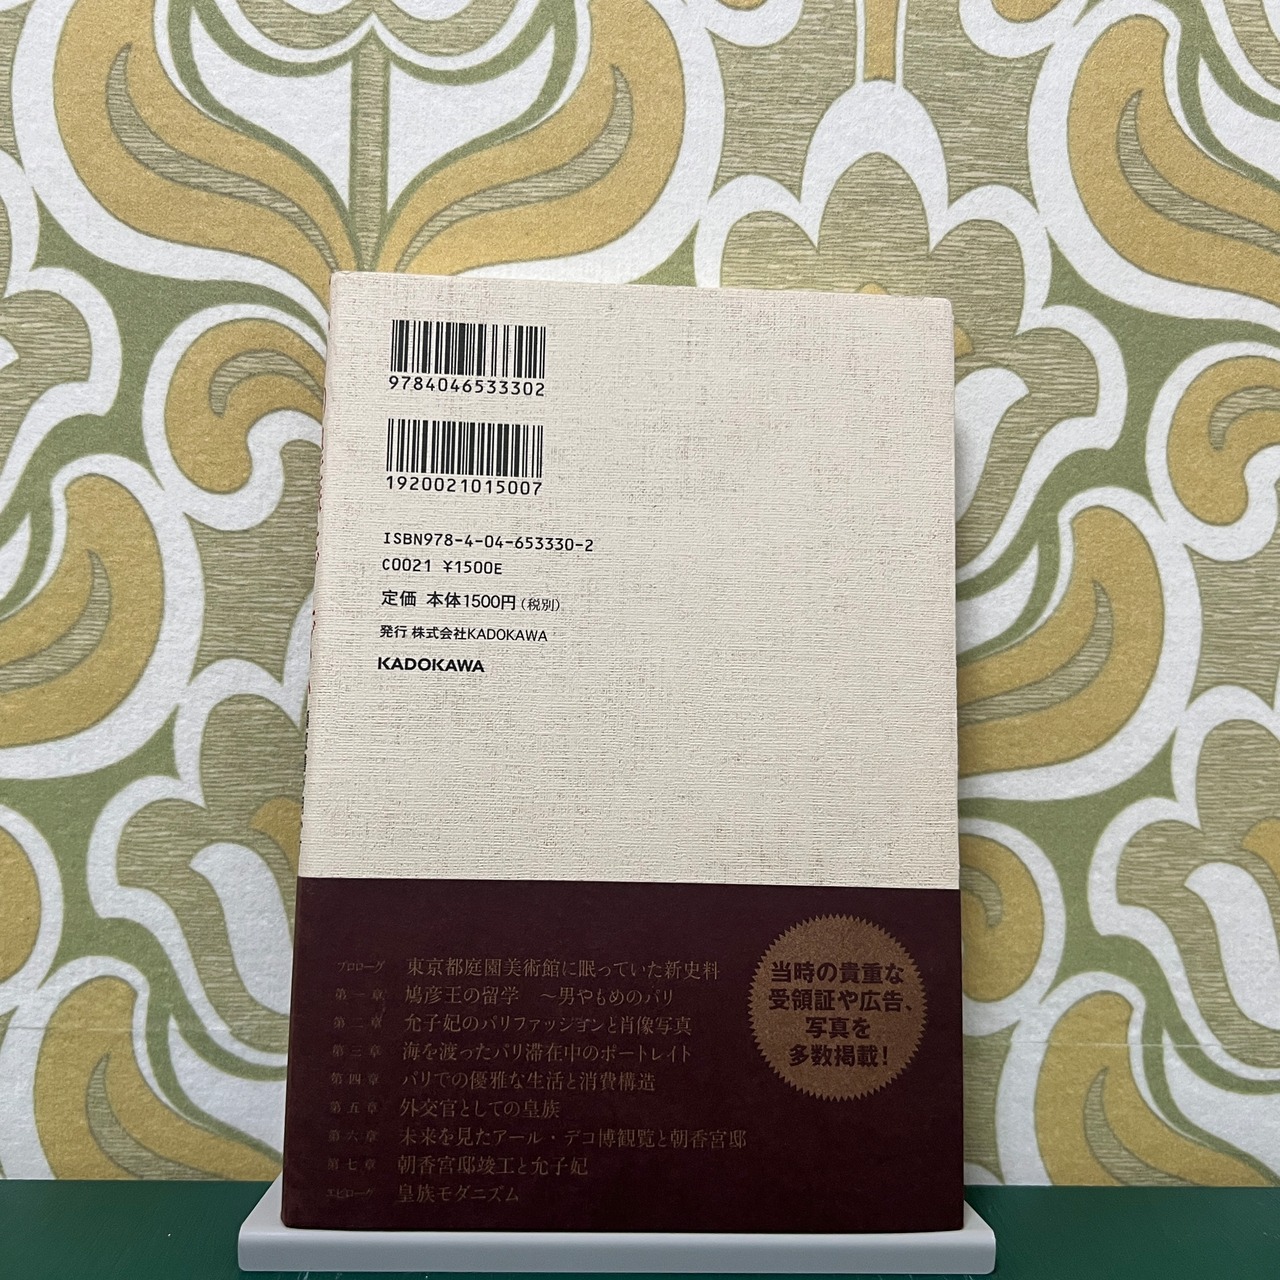 9784046533302
1920021015007
ISBN978-4-04-653330-2
C0021 ¥1500E
定価 本体1500円(税別)
発行 株式会社KADOKAWA
KADOKAWA
プロローグ 東京都庭園美術館に眠っていた新史料
第一章 鳩彦王の留学 ～男やもめのパリ
第二章 允子妃のパリファッションと肖像写真
第三章 海を渡ったパリ滞在中のポートレイト
第四章 パリでの優雅な生活と消費構造
第五章 外交官としての皇族
第六章 未来を見たアール・デコ博観覧と朝香宮邸
第七章 朝香宮邸竣工と允子妃
エピローグ 皇族モダニズム
当時の貴重な
受領証や広告、
写真を
多数掲載!